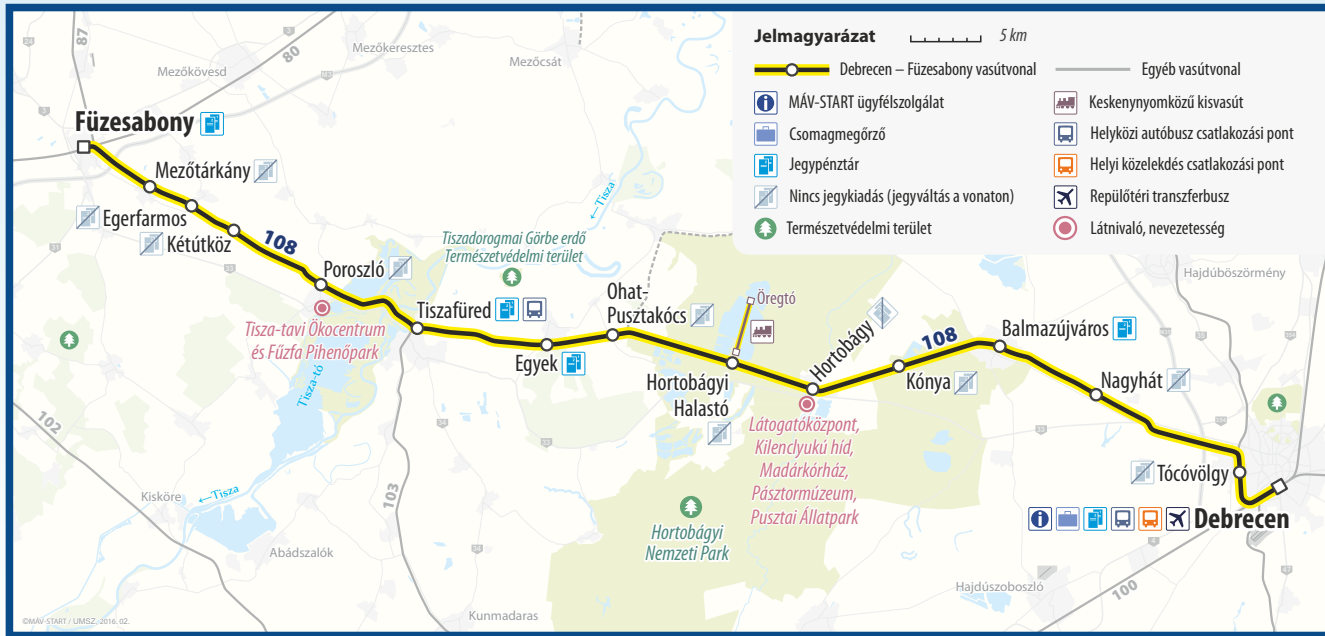 Jelmagyarázat
5 km
Debrecen – Füzesabony vasútvonal
Egyéb vasútvonal
MÁV-START ügyfélszolgálat
Keskenynyomközű kisvasút
Csomagmegőrző
Helyközi autóbusz csatlakozási pont
Jegypénztár
Helyi közelekdés csatlakozási pont
Nincs jegykiadás (jegyváltás a vonaton)
Repülőtéri transzferbusz
Természetvédelmi terület
Látnivaló, nevezetesség
87
80
Mezőkeresztes
Mezőkövesd
Mezőcsát
Füzesabony
Mezőtárkány
Egerfarmos
Kétútköz
108
Poroszló
Tisza-tavi Ökocentrum
és Fűzfa Pihenőpark
Tisza-tó
←Tisza
Tiszadorogmai Görbe erdő
Természetvédelmi terület
Tiszafüred
Egyek
Ohat-
Pusztakócs
Öregtó
Hortobágyi
Halastó
Hortobágy
Látogatóközpont,
Kilenclyukú híd,
Madárkórház,
Pásztormúzeum,
Pusztai Állatpark
Kónya
108
Balmazújváros
Nagyhát
Hajdúböszörmény
Tócóvölgy
Debrecen
102
Kisköre
←Tisza
103
Abádszalók
Kunmadaras
Hortobágyi
Nemzeti Park
Hajdúszoboszló
100
©MÁV-START / UMSZ, 2016. 02.